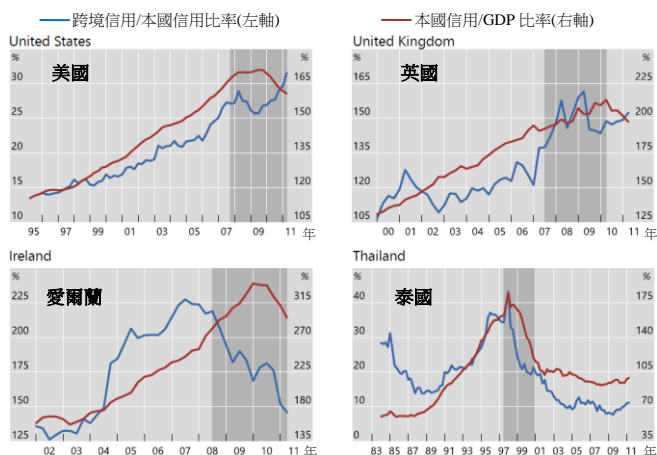 跨境信用/本國信用比率(左軸) 本國信用/GDP 比率(右軸)
United States
% 美國 %
30 165
25 150
20 135
15 120
10 105
95 97 99 01 03 05 07 09 11 年
United Kingdom
% 英國 %
165 225
150 200
135 175
120 150
105 125
00 01 02 03 04 05 06 07 08 09 10 11 年
Ireland
% 愛爾蘭 %
225 315
200 270
175 225
150 180
125 135
02 03 04 05 06 07 08 09 10 11 年
Thailand
% 泰國 %
40 175
30 140
20 105
10 70
0 35
83 85 87 89 91 93 95 97 99 01 03 05 07 09 11 年